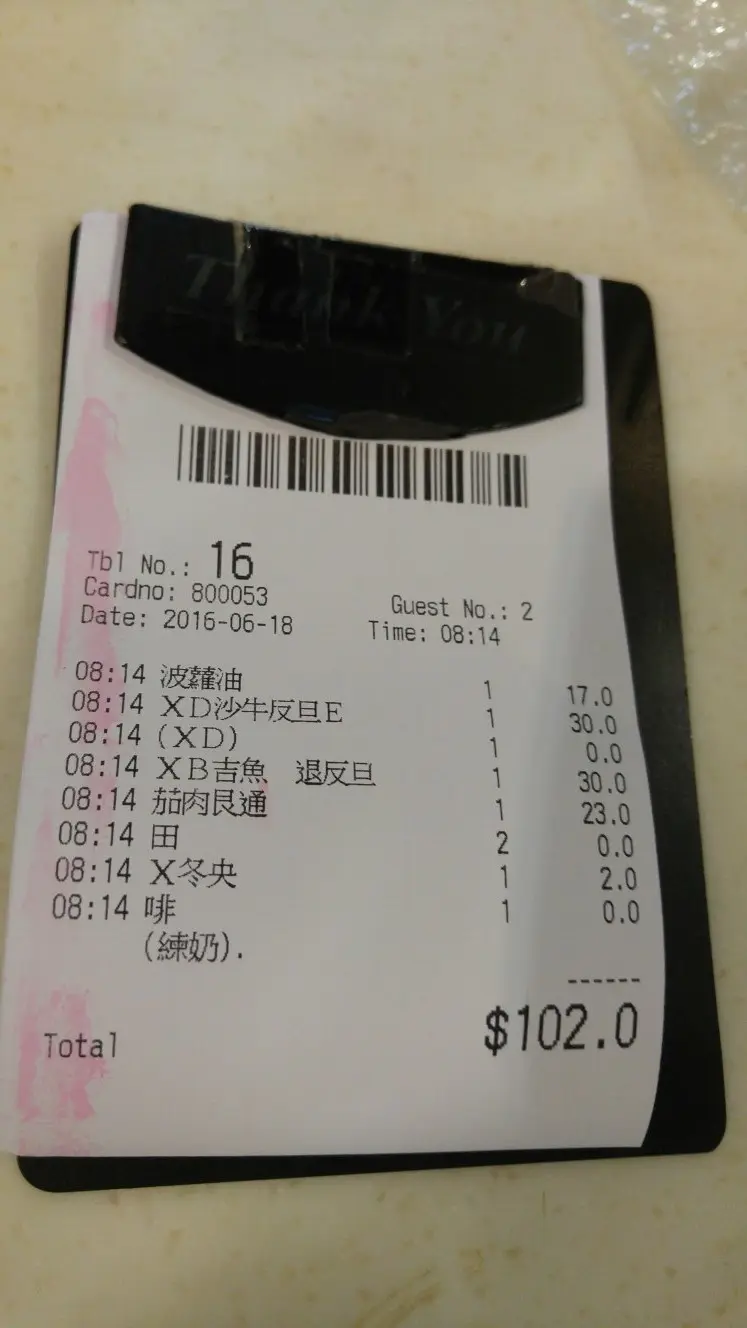 Thank You
Tbl No.: 16
Cardno: 800053 Guest No.: 2
Date: 2016-06-18 Time: 08:14
08:14 波蘿油 1 17.0
08:14 XD沙牛反旦E 1 30.0
08:14 (XD) 1 0.0
08:14 XB吉魚 退反旦 1 30.0
08:14 茄肉艮通 1 23.0
08:14 田 2 0.0
08:14 X冬央 1 2.0
08:14 啡 1 0.0
(練奶).
------
Total $102.0